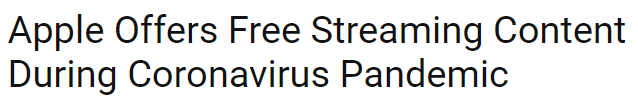 Apple Offers Free Streaming Content
During Coronavirus Pandemic